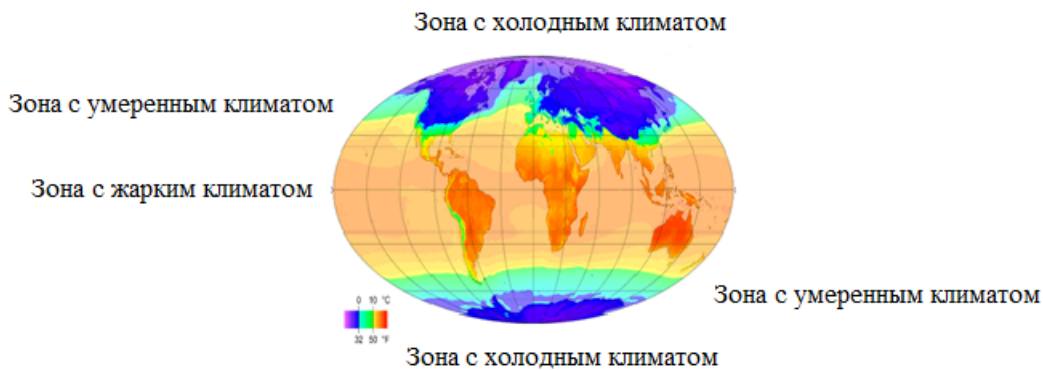 Зона с холодным климатом
Зона с умеренным климатом
Зона с жарким климатом
Зона с умеренным климатом
0 10 °C
32 50 °F
Зона с холодным климатом